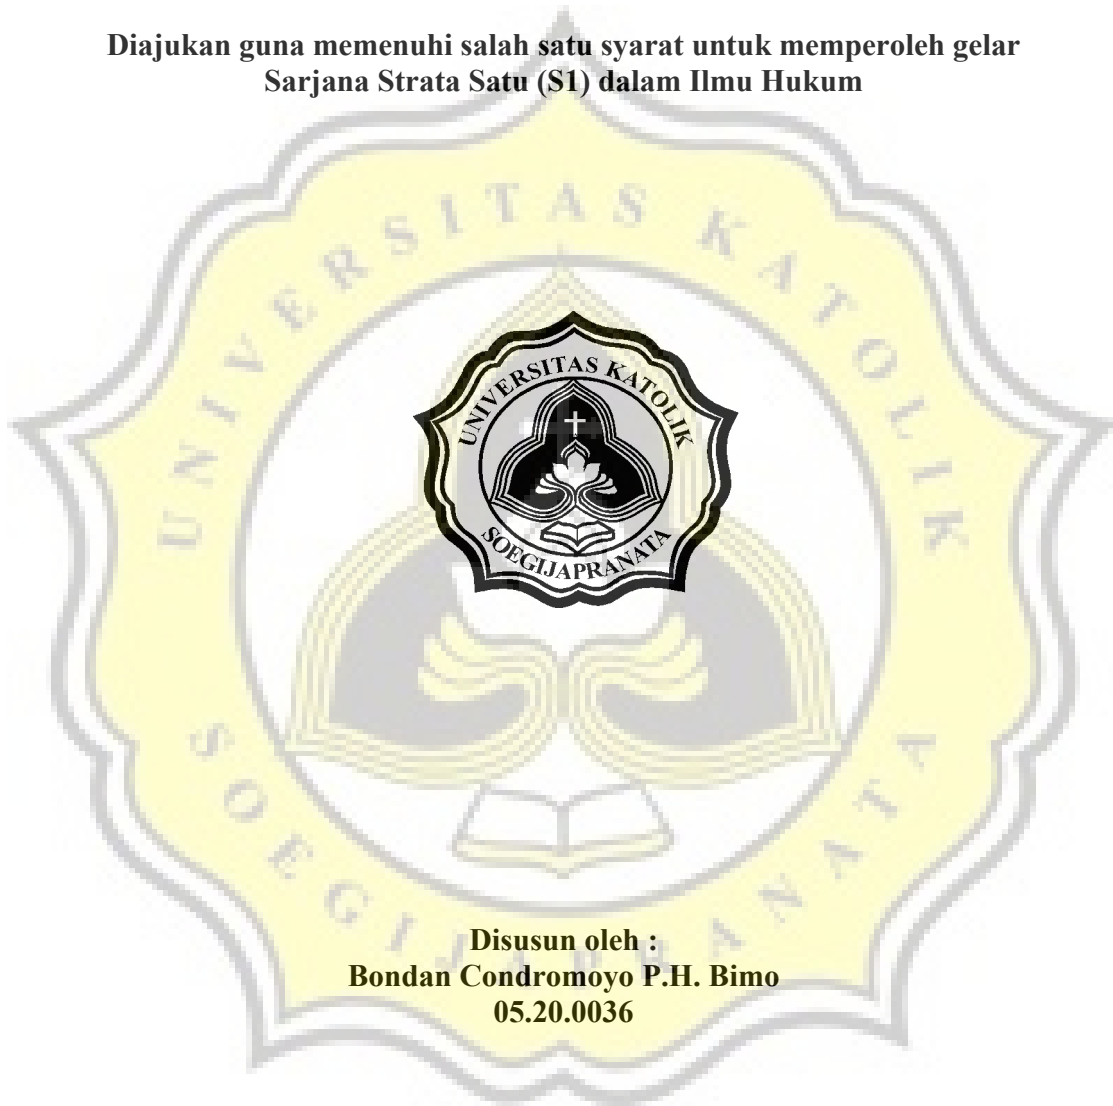 Diajukan guna memenuhi salah satu syarat untuk memperoleh gelar
Sarjana Strata Satu (S1) dalam Ilmu Hukum
UNIVERSITAS KATOLIK
SOEGIJAPRANATA
UNIVERSITAS KATOLIK
SOEGIJAPRANATA
Disusun oleh :
Bondan Condromoyo P.H. Bimo
05.20.0036